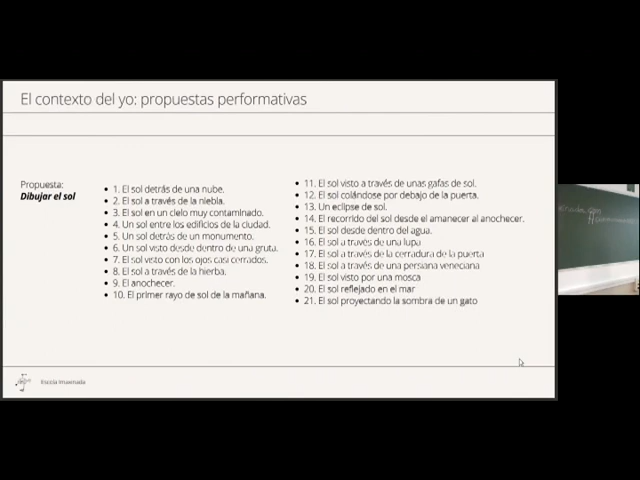 El contexto del yo: propuestas performativas
Propuesta:
Dibujar el sol
1. El sol detrás de una nube.
2. El sol a través de la niebla.
3. El sol en un cielo muy contaminado.
4. Un sol entre los edificios de la ciudad.
5. Un sol detrás de un monumento.
6. Un sol visto desde dentro de una gruta.
7. El sol visto con los ojos casi cerrados.
8. El sol a través de la hierba.
9. El anochecer.
10. El primer rayo de sol de la mañana.
11. El sol visto a través de unas gafas de sol.
12. El sol colándose por debajo de la puerta.
13. Un eclipse de sol.
14. El recorrido del sol desde el amanecer al anochecer.
15. El sol desde dentro del agua.
16. El sol a través de una lupa
17. El sol a través de la cerradura de la puerta
18. El sol a través de una persiana veneciana
19. El sol visto por una mosca
20. El sol reflejado en el mar
21. El sol proyectando la sombra de un gato
Escola Imaxinada